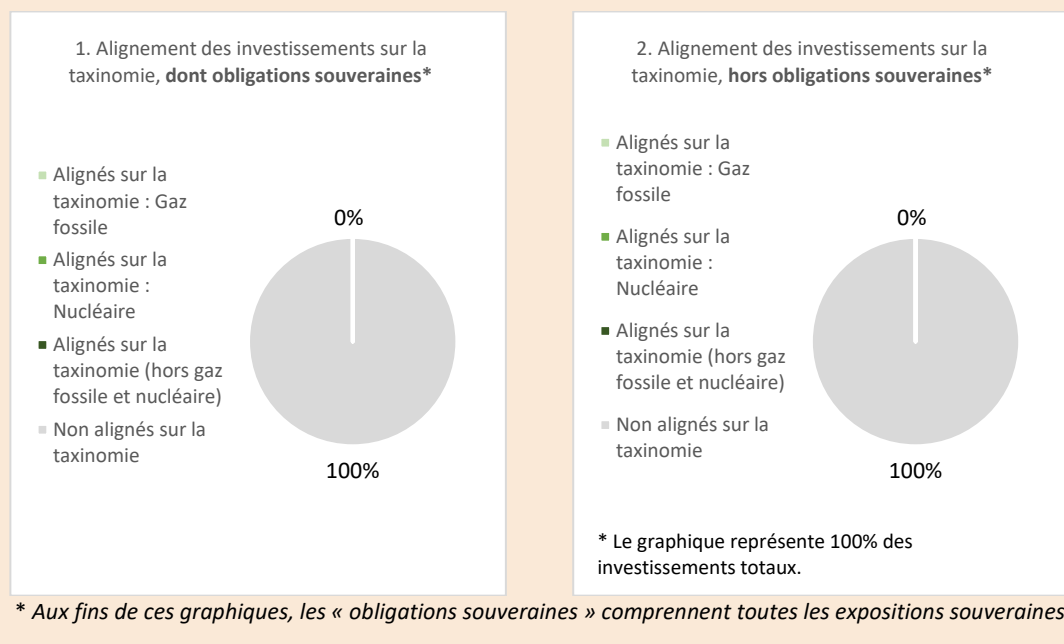 1. Alignement des investissements sur la
taxinomie, dont obligations souveraines*
Alignés sur la
taxinomie : Gaz
fossile
Alignés sur la
taxinomie :
Nucléaire
Alignés sur la
taxinomie (hors gaz
fossile et nucléaire)
Non alignés sur la
taxinomie
0%
100%
2. Alignement des investissements sur la
taxinomie, hors obligations souveraines*
Alignés sur la
taxinomie : Gaz
fossile
Alignés sur la
taxinomie :
Nucléaire
Alignés sur la
taxinomie (hors gaz
fossile et nucléaire)
Non alignés sur la
taxinomie
0%
100%
* Le graphique représente 100% des
investissements totaux.
* Aux fins de ces graphiques, les « obligations souveraines » comprennent toutes les expositions souveraines